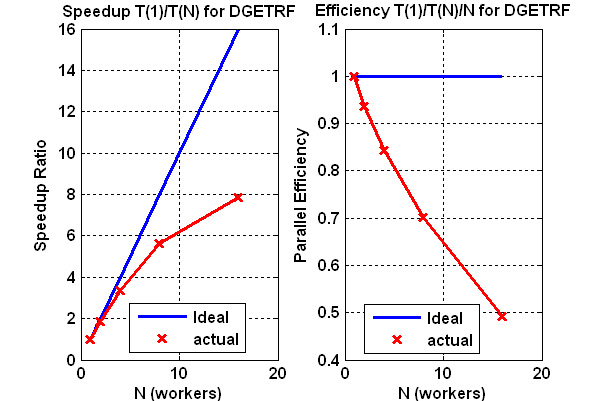 Speedup T(1)/T(N) for DGETRF
16
14
12
10
8
6
4
2
0
Speedup Ratio
Ideal
actual
0
10
20
N (workers)
Efficiency T(1)/T(N)/N for DGETRF
1.1
1
0.9
0.8
0.7
0.6
0.5
0.4
Parallel Efficiency
Ideal
actual
0
10
20
N (workers)